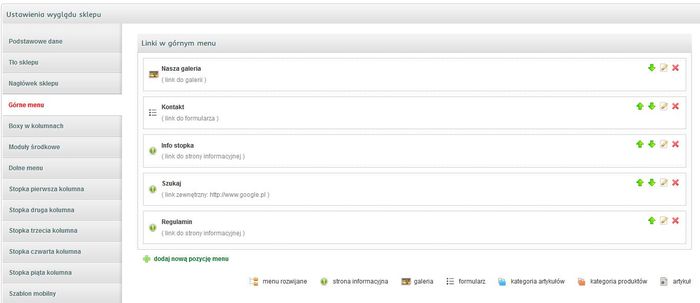 Ustawienia wyglądu sklepu
Podstawowe dane
Tło sklepu
Nagłówek sklepu
Górne menu
Boxy w kolumnach
Moduły środkowe
Dolne menu
Stopka pierwsza kolumna
Stopka druga kolumna
Stopka trzecia kolumna
Stopka czwarta kolumna
Stopka piąta kolumna
Szablon mobilny
Linki w górnym menu
Nasza galeria
( link do galerii )
Kontakt
( link do formularza )
Info stopka
( link do strony informacyjnej )
Szukaj
( link zewnętrzny: http://www.google.pl )
Regulamin
( link do strony informacyjnej )
dodaj nową pozycję menu
menu rozwijane strona informacyjna galeria formularz kategoria artykułów kategoria produktów artykuł